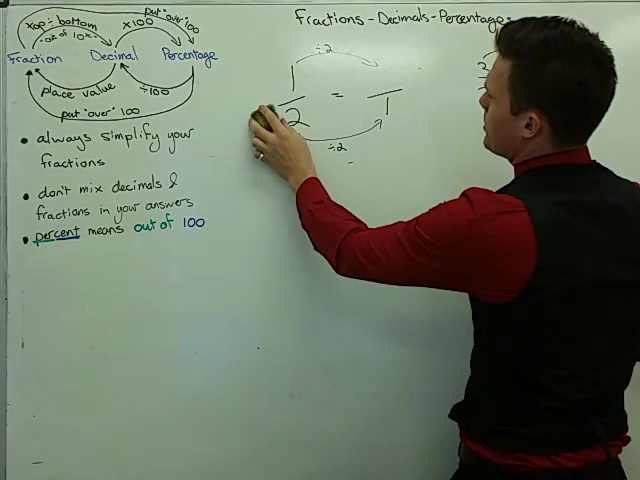 Fractions - Decimals - Percentages
put "over" 100
top ÷ bottom
x100
"out of 10x"
Fraction
Decimal
Percentage
place value
÷100
put "over" 100
• always simplify your
fractions
• don't mix decimals &
fractions in your answers
• percent means out of 100
÷2
1
2
=
1
÷2
2